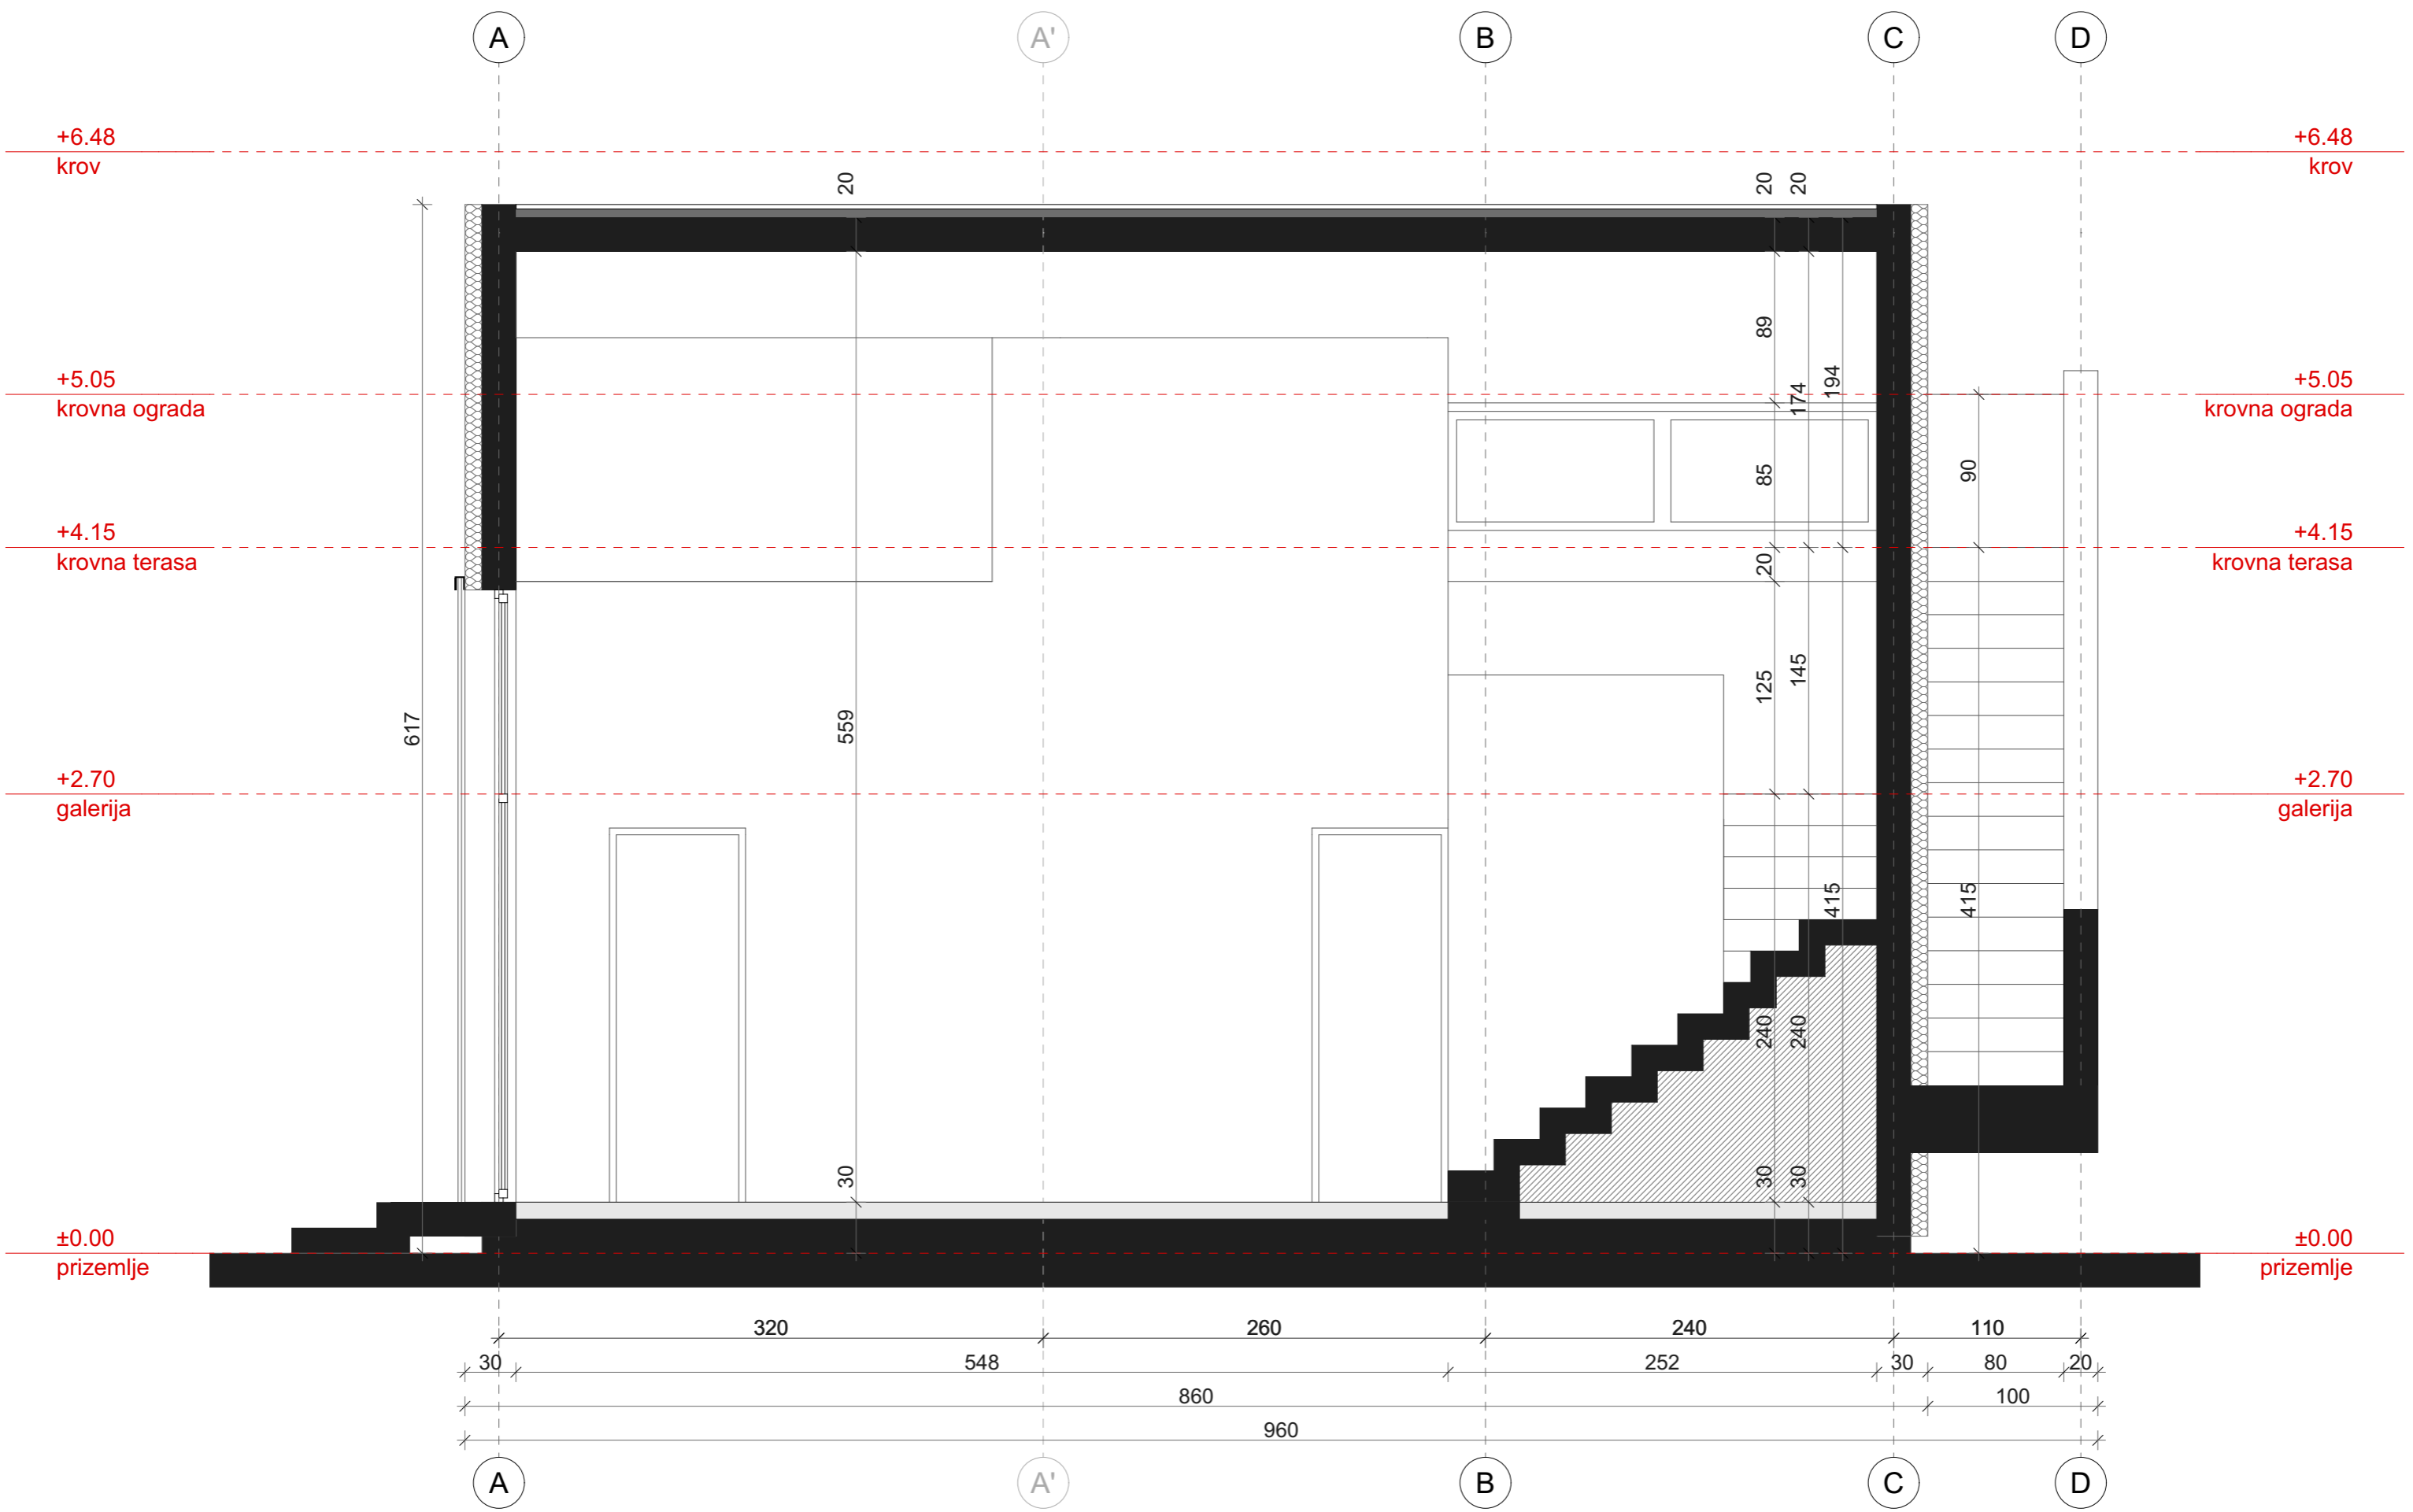 A A' B C D
+6.48 +6.48
krov krov
20 20 20
89
+5.05 +5.05
krovna ograda krovna ograda
174 194
85 90
+4.15 +4.15
krovna terasa krovna terasa
20
125 145
617 559
+2.70 +2.70
galerija galerija
415 415
240 240
30 30 30
±0.00 ±0.00
prizemlje prizemlje
320 260 240 110
30 548 252 30 80 20
860 100
960
A A' B C D